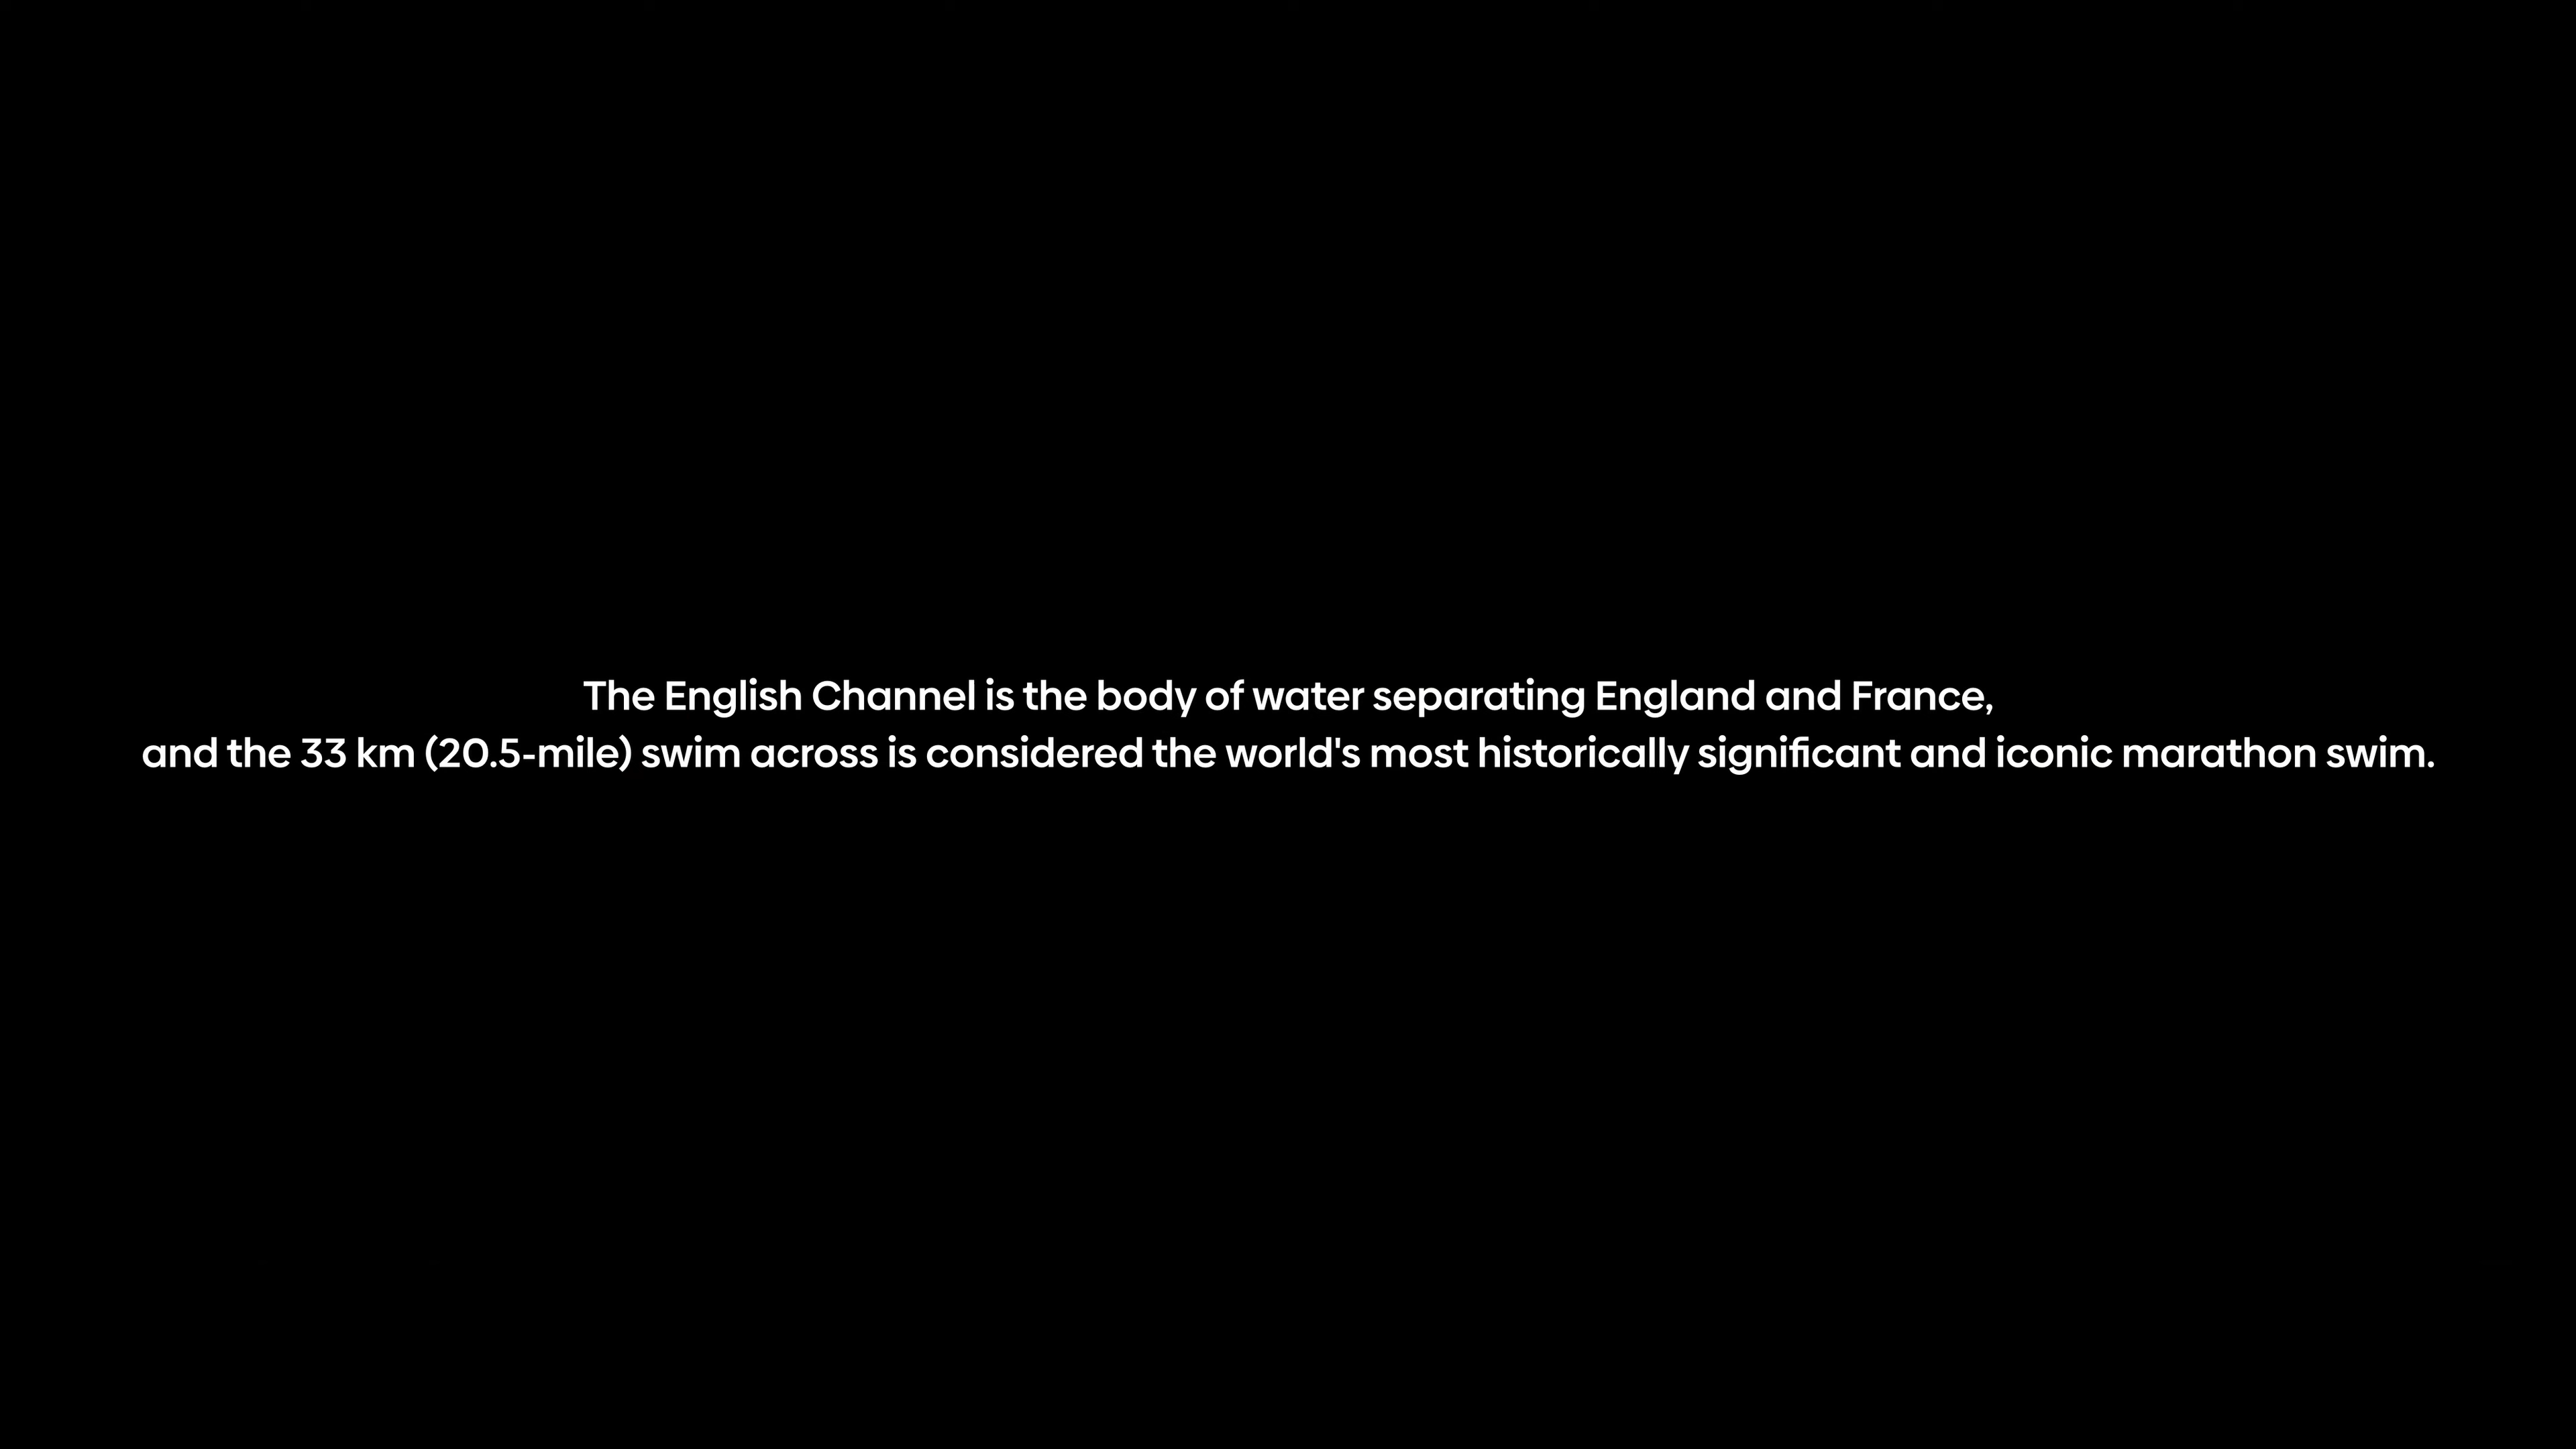 The English Channel is the body of water separating England and France,
and the 33 km (20.5-mile) swim across is considered the world's most historically significant and iconic marathon swim.